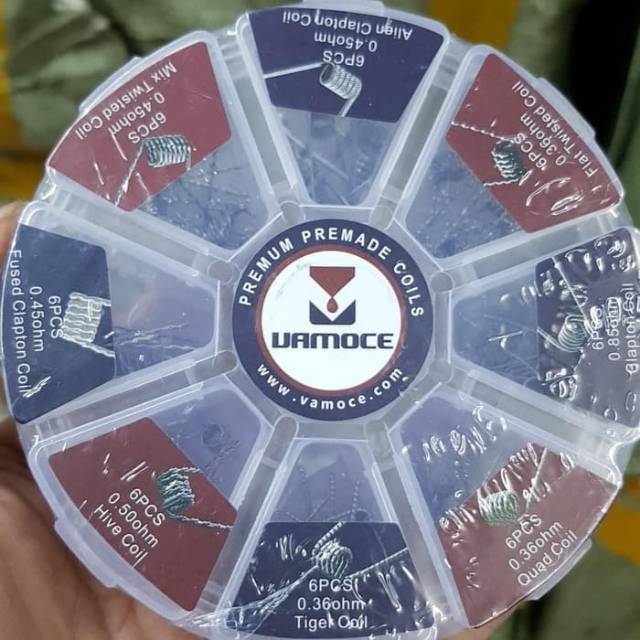 PREMIUM PREMADE COILS
VAMOCE
www.vamoce.com
6PCS
0.45ohm
Alien Clapton Coil
6PCS
0.36ohm
Flat Twisted Coil
6PCS
0.85ohm
Clapton Coil
6PCS
0.36ohm
Quad Coil
6PCS
0.36ohm
Tiger Coil
6PCS
0.50ohm
Hive Coil
6PCS
0.45ohm
Fused Clapton Coil
6PCS
0.45ohm
Mix Twisted Coil